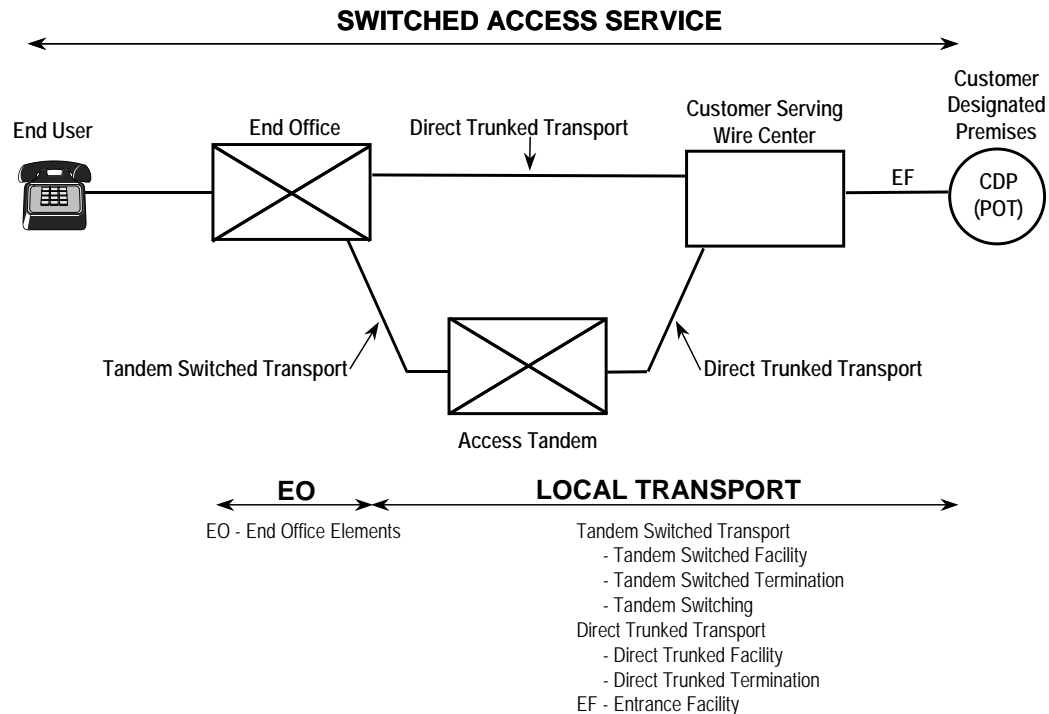 SWITCHED ACCESS SERVICE
Customer
Designated
Premises
End User
End Office
Direct Trunked Transport
Customer Serving
Wire Center
EF
CDP
(POT)
Tandem Switched Transport
Direct Trunked Transport
Access Tandem
EO
LOCAL TRANSPORT
EO - End Office Elements
Tandem Switched Transport
- Tandem Switched Facility
- Tandem Switched Termination
- Tandem Switching
Direct Trunked Transport
- Direct Trunked Facility
- Direct Trunked Termination
EF - Entrance Facility